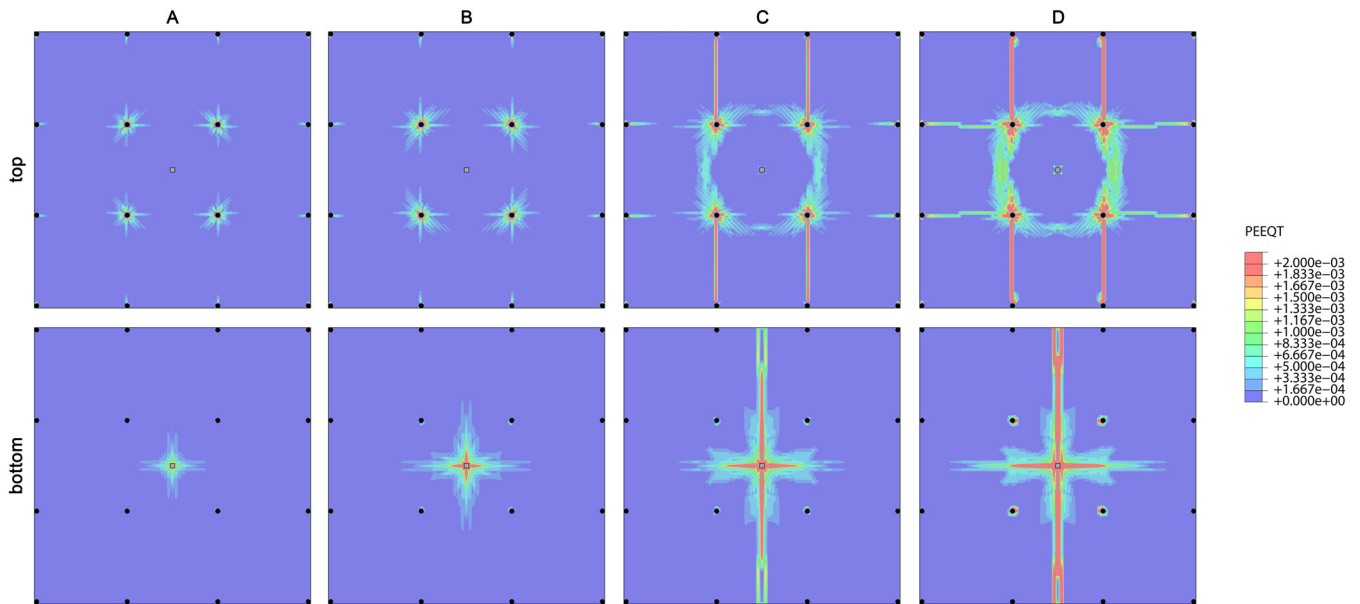 A B C D
top
bottom
PEEQT
+2.000e−03
+1.833e−03
+1.667e−03
+1.500e−03
+1.333e−03
+1.167e−03
+1.000e−03
+8.333e−04
+6.667e−04
+5.000e−04
+3.333e−04
+1.667e−04
+0.000e+00